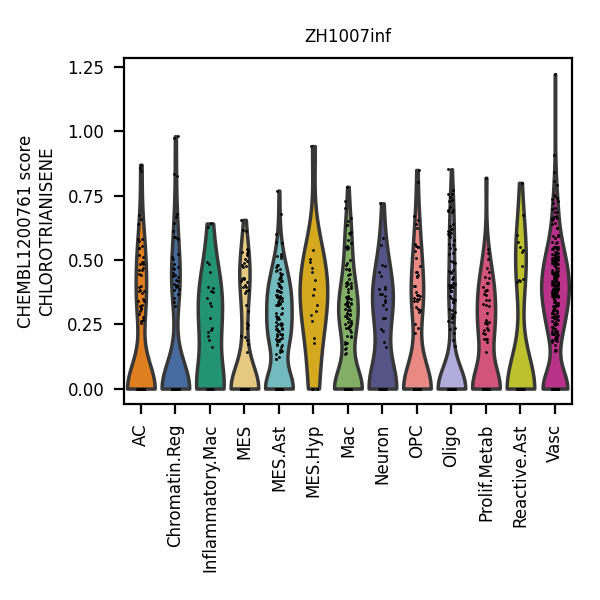 ZH1007inf
CHEMBL1200761 score
CHLOROTRIANISENE
1.25
1.00
0.75
0.50
0.25
0.00
AC
Chromatin.Reg
Inflammatory.Mac
MES
MES.Ast
MES.Hyp
Mac
Neuron
OPC
Oligo
Prolif.Metab
Reactive.Ast
Vasc